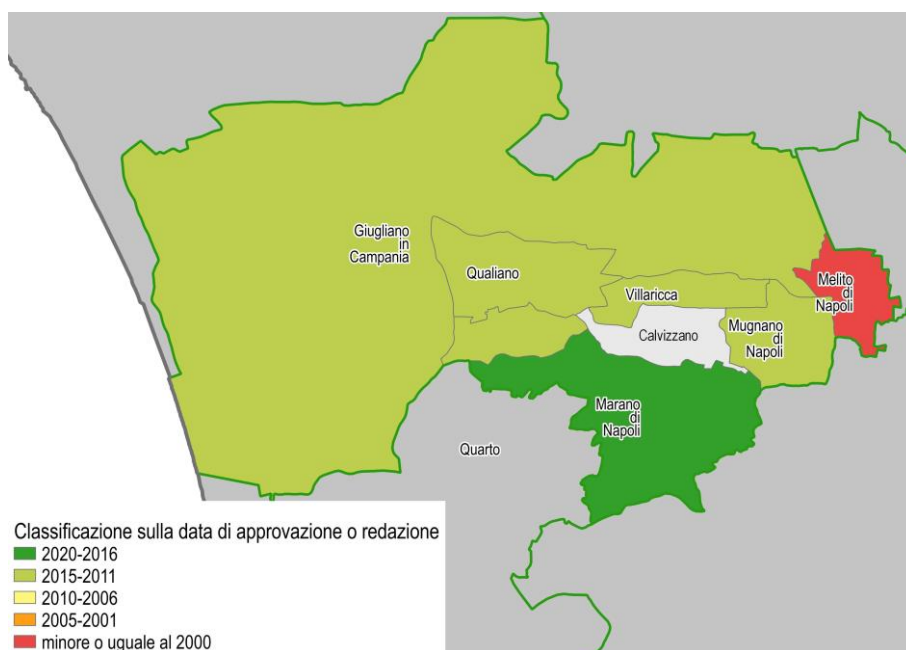 Giugliano
in
Campania
Qualiano
Villaricca
Melito
di
Napoli
Calvizzano
Mugnano
di
Napoli
Marano
di
Napoli
Quarto
Classificazione sulla data di approvazione o redazione
2020-2016
2015-2011
2010-2006
2005-2001
minore o uguale al 2000